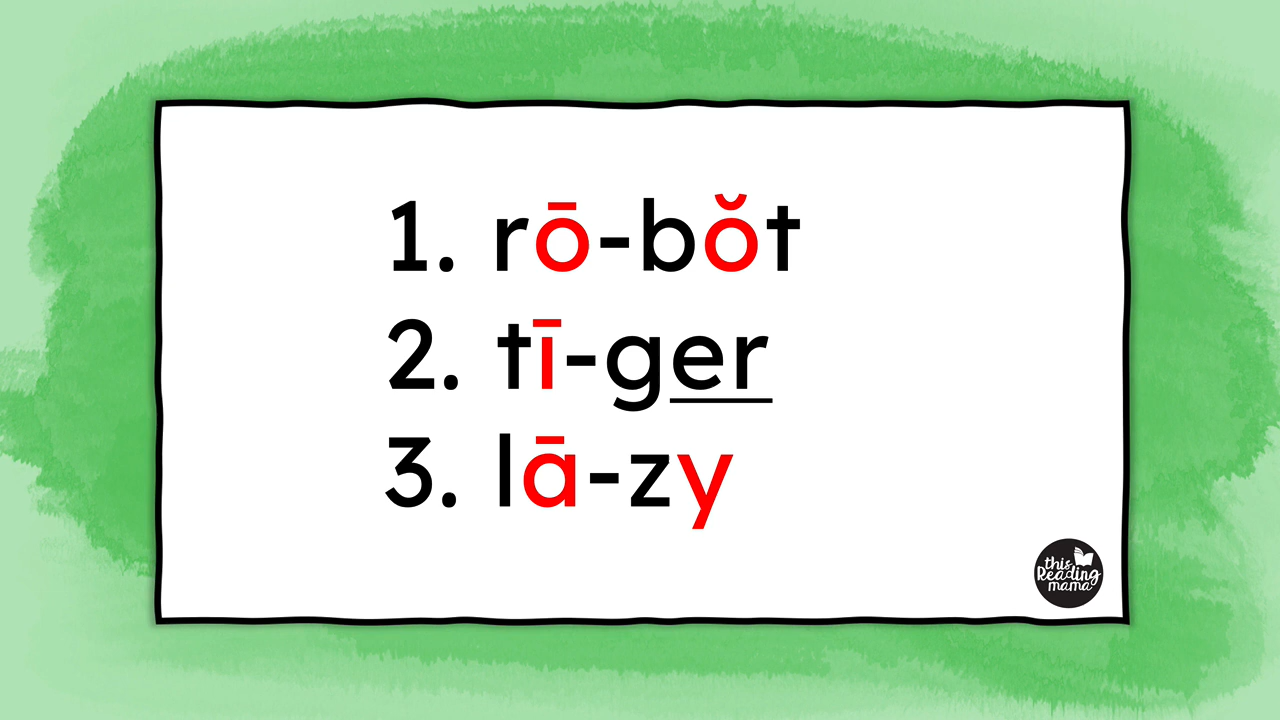 1. rō-bŏt
2. tī-ger
3. lā-zy
this
Reading
mama